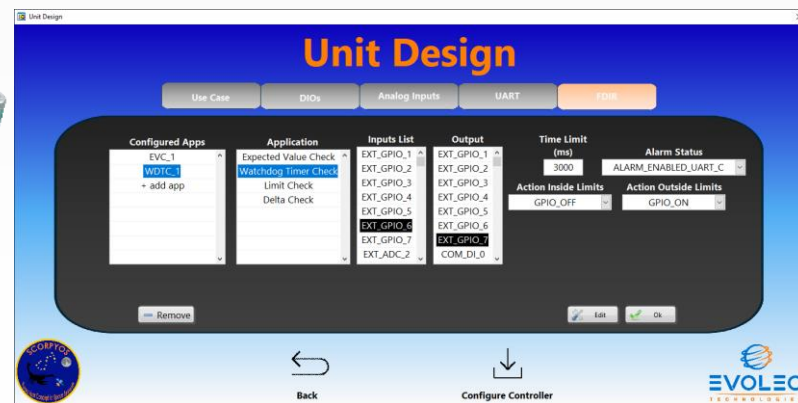 Unit Design
Unit Design
Use Case
DIOs
Analog Inputs
UART
FDIR
Configured Apps
EVC_1
WDTC_1
+ add app
Application
Expected Value Check
Watchdog Timer Check
Limit Check
Delta Check
Inputs List
EXT_GPIO_1
EXT_GPIO_2
EXT_GPIO_3
EXT_GPIO_4
EXT_GPIO_5
EXT_GPIO_6
EXT_GPIO_7
EXT_ADC_2
Output
EXT_GPIO_1
EXT_GPIO_2
EXT_GPIO_3
EXT_GPIO_4
EXT_GPIO_5
EXT_GPIO_6
EXT_GPIO_7
COM_DI_0
Time Limit
(ms)
3000
Alarm Status
ALARM_ENABLED_UART_C
Action Inside Limits
GPIO_OFF
Action Outside Limits
GPIO_ON
Remove
Edit
Ok
SCORPYOS
Back
Configure Controller
EVOLEO
TECHNOLOGIES